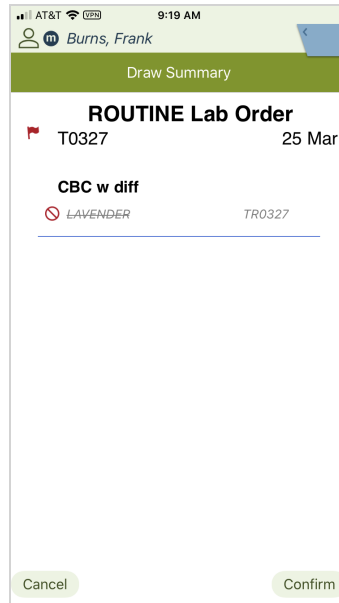 AT&T VPN 9:19 AM
m Burns, Frank
Draw Summary
ROUTINE Lab Order
T0327 25 Mar
CBC w diff
LAVENDER TR0327
Cancel Confirm